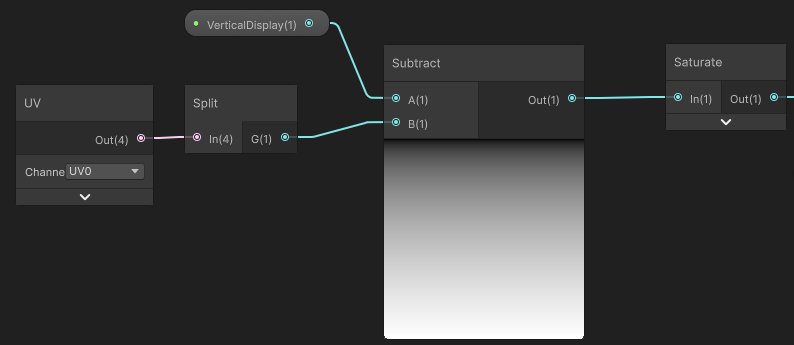 VerticalDisplay(1)
Subtract
A(1)
B(1)
Out(1)
Saturate
In(1)
Out(1)
UV
Out(4)
Channe
UV0
Split
In(4)
G(1)